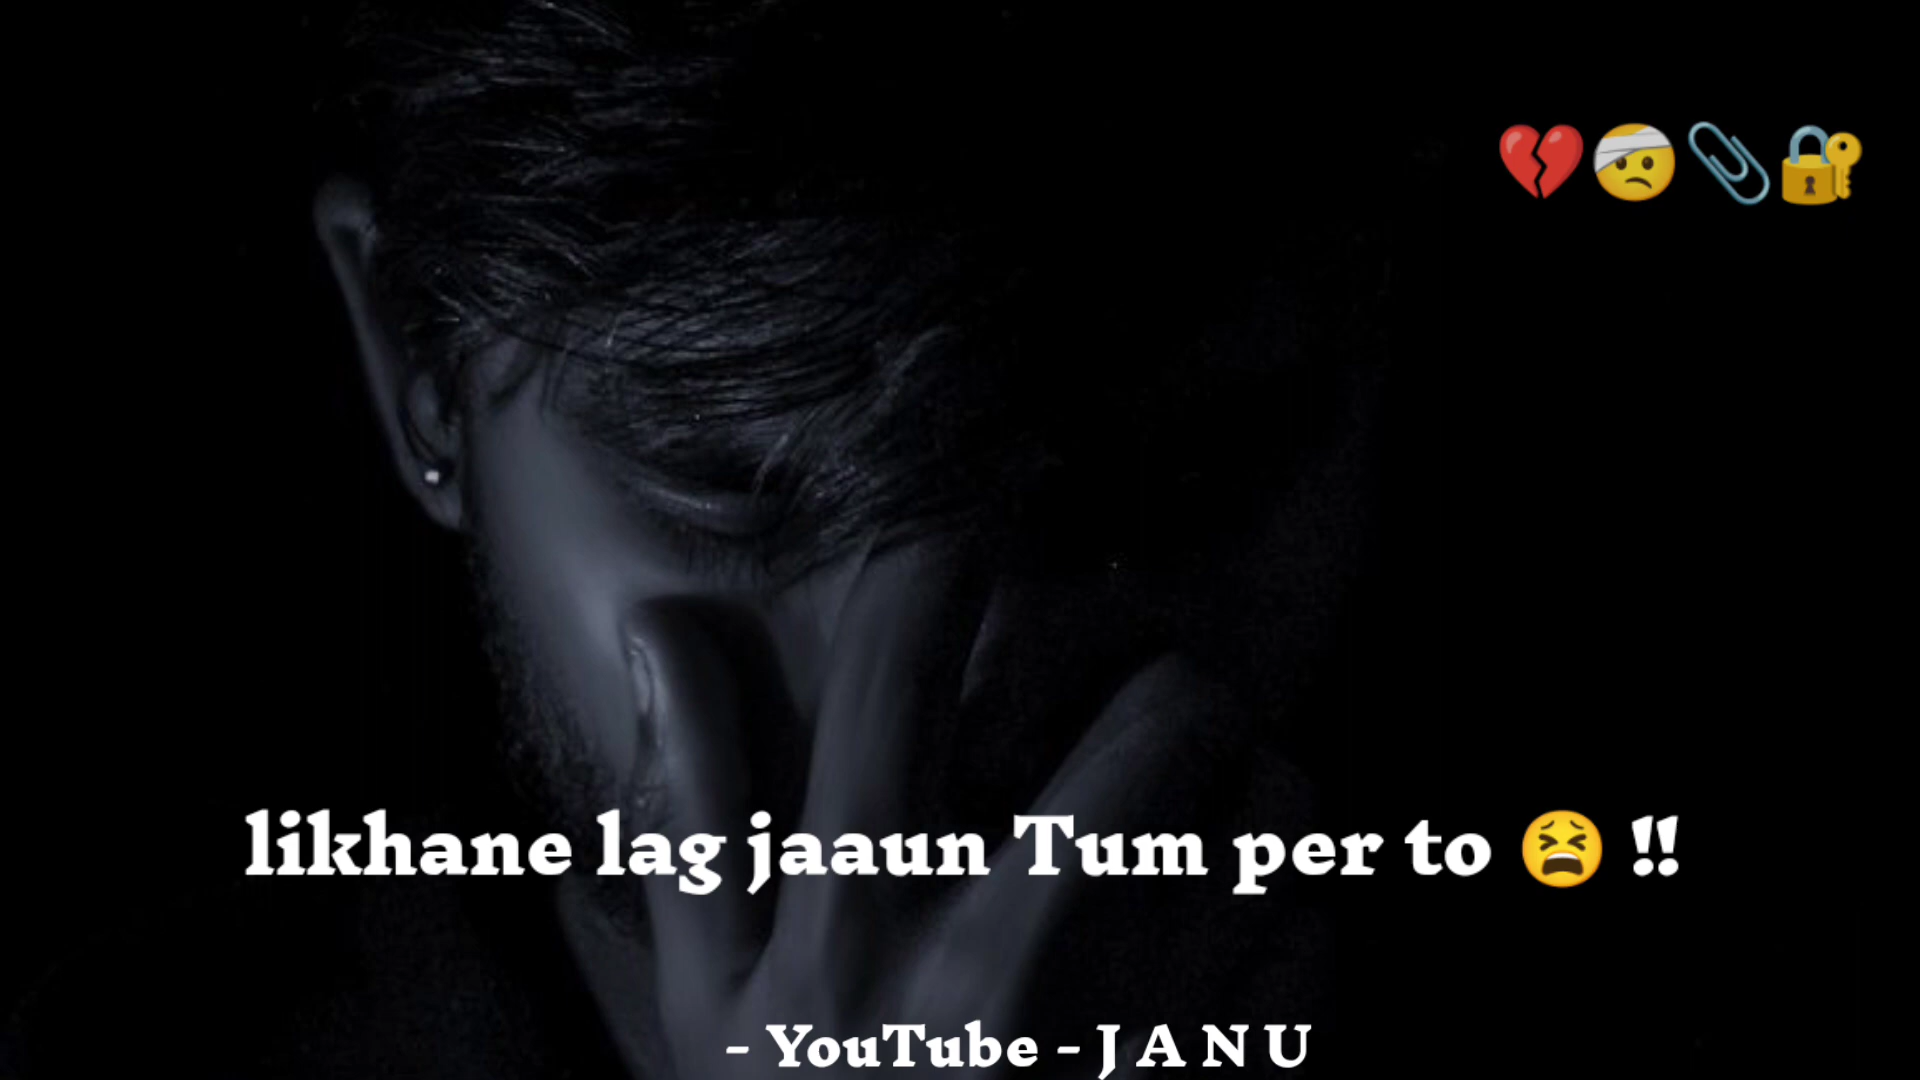 💔🤕📎🔐
likhane lag jaaun Tum per to 😫 !!
- YouTube - J A N U